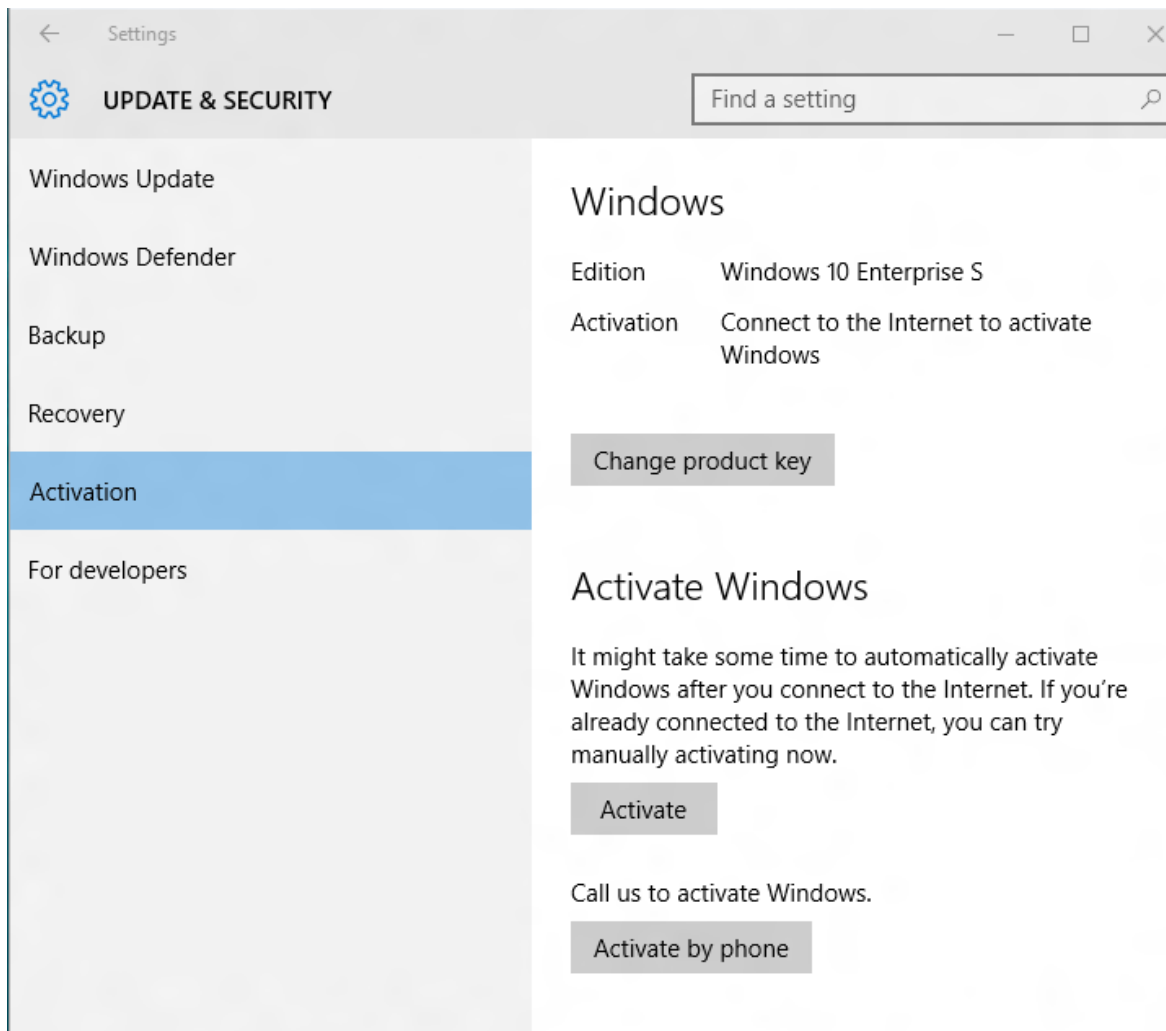 Settings
UPDATE & SECURITY
Find a setting
Windows Update
Windows Defender
Backup
Recovery
Activation
For developers
Windows
Edition Windows 10 Enterprise S
Activation Connect to the Internet to activate
Windows
Change product key
Activate Windows
It might take some time to automatically activate
Windows after you connect to the Internet. If you’re
already connected to the Internet, you can try
manually activating now.
Activate
Call us to activate Windows.
Activate by phone